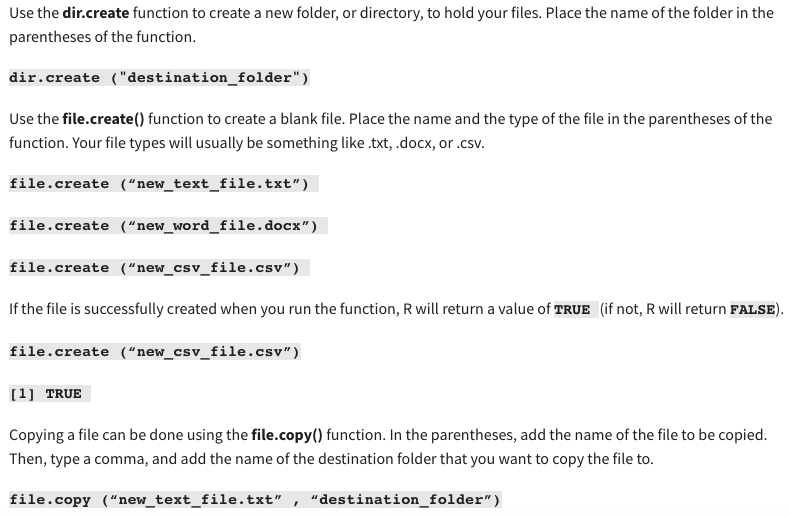 Use the dir.create function to create a new folder, or directory, to hold your files. Place the name of the folder in the
parentheses of the function.
dir.create ("destination_folder")
Use the file.create() function to create a blank file. Place the name and the type of the file in the parentheses of the
function. Your file types will usually be something like .txt, .docx, or .csv.
file.create (“new_text_file.txt”)
file.create (“new_word_file.docx”)
file.create (“new_csv_file.csv”)
If the file is successfully created when you run the function, R will return a value of TRUE (if not, R will return FALSE).
file.create (“new_csv_file.csv”)
[1] TRUE
Copying a file can be done using the file.copy() function. In the parentheses, add the name of the file to be copied.
Then, type a comma, and add the name of the destination folder that you want to copy the file to.
file.copy (“new_text_file.txt” , “destination_folder”)